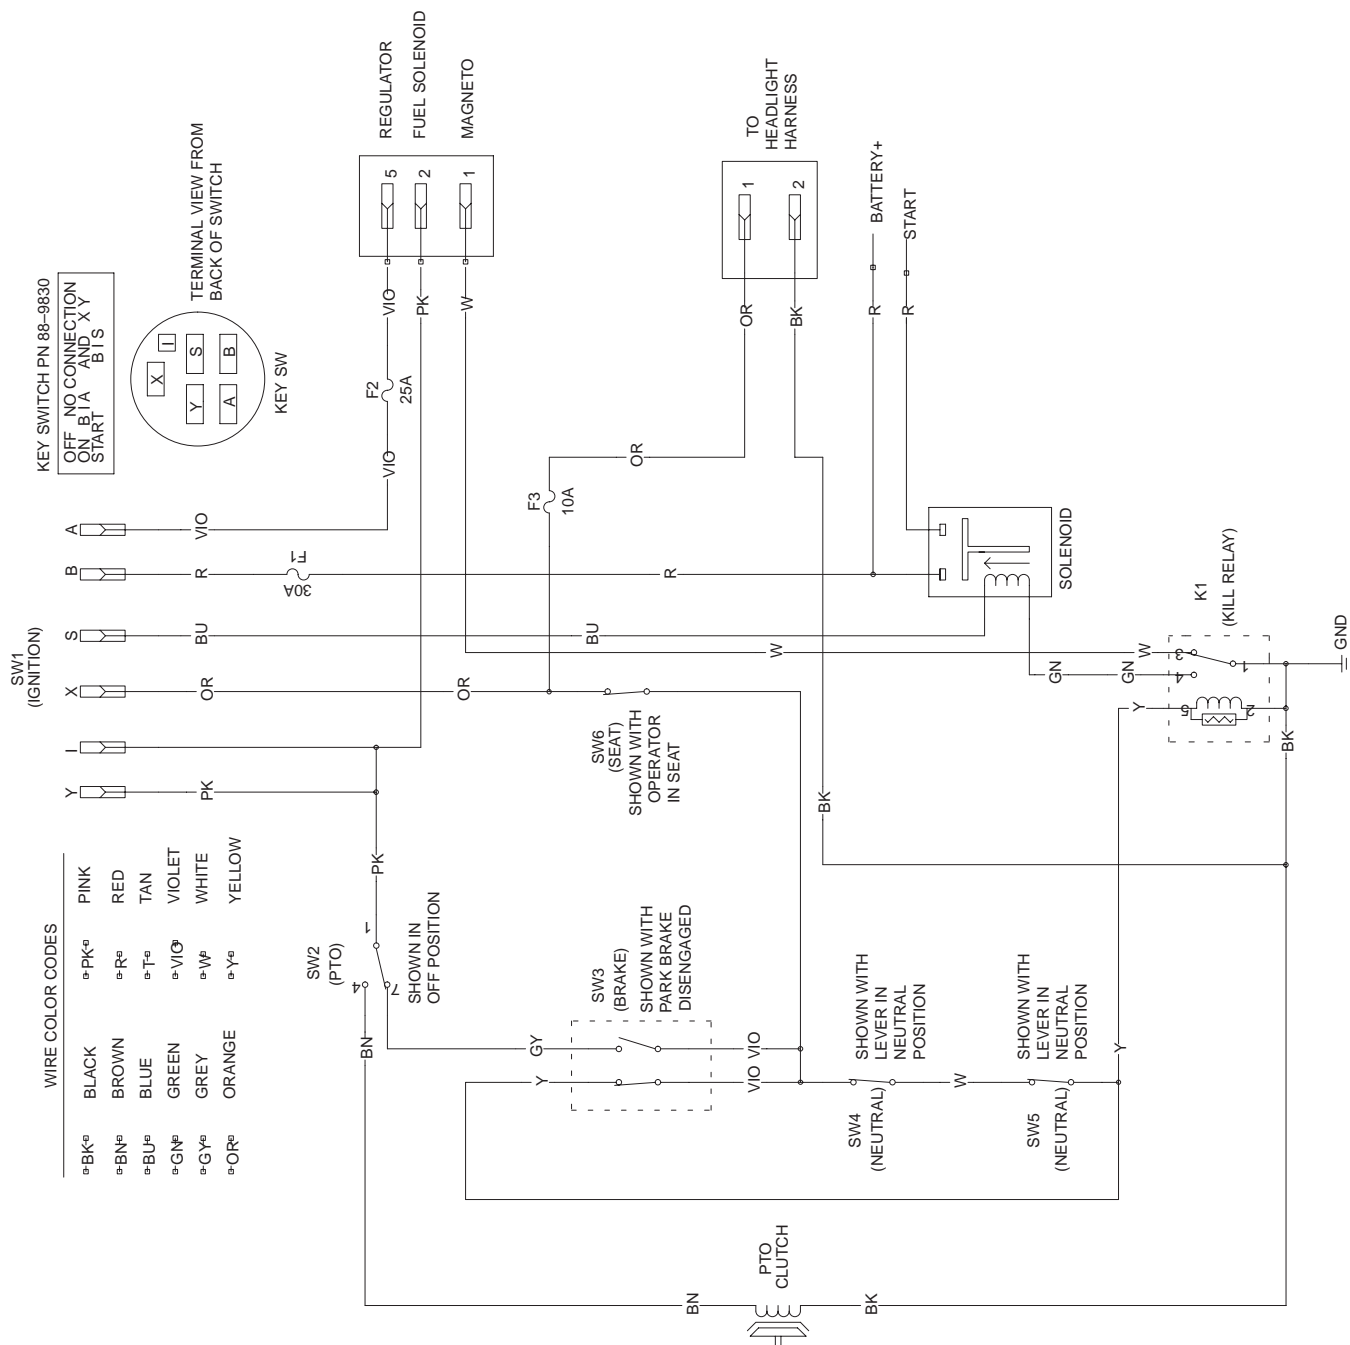 KEY SWITCH PN 88–9830
OFF NO CONNECTION
ON B I A AND X Y
START B I S
TERMINAL VIEW FROM
BACK OF SWITCH
X
I
Y
S
A
B
KEY SW
REGULATOR
FUEL SOLENOID
MAGNETO
5
2
1
VIO
PK
W
F2
25A
VIO
TO
HEADLIGHT
HARNESS
1
2
OR
BK
BATTERY+
START
R
R
SW1
(IGNITION)
A
B
S
X
I
Y
VIO
R
BU
OR
PK
F1
30A
R
BU
OR
F3
10A
OR
W
SOLENOID
K1
(KILL RELAY)
W
GN
GN
Y
3
4
1
5
2
GND
BK
SW6
(SEAT)
SHOWN WITH
OPERATOR
IN SEAT
BK
WIRE COLOR CODES
BK BLACK
BN BROWN
BU BLUE
GN GREEN
GY GREY
OR ORANGE
PK PINK
R RED
T TAN
VIO VIOLET
W WHITE
Y YELLOW
PK
SW2
(PTO)
1
4
7
SHOWN IN
OFF POSITION
BN
GY
Y
SW3
(BRAKE)
SHOWN WITH
PARK BRAKE
DISENGAGED
VIO
VIO
SHOWN WITH
LEVER IN
NEUTRAL
POSITION
SW4
(NEUTRAL)
W
SHOWN WITH
LEVER IN
NEUTRAL
POSITION
SW5
(NEUTRAL)
Y
BN
PTO
CLUTCH
BK